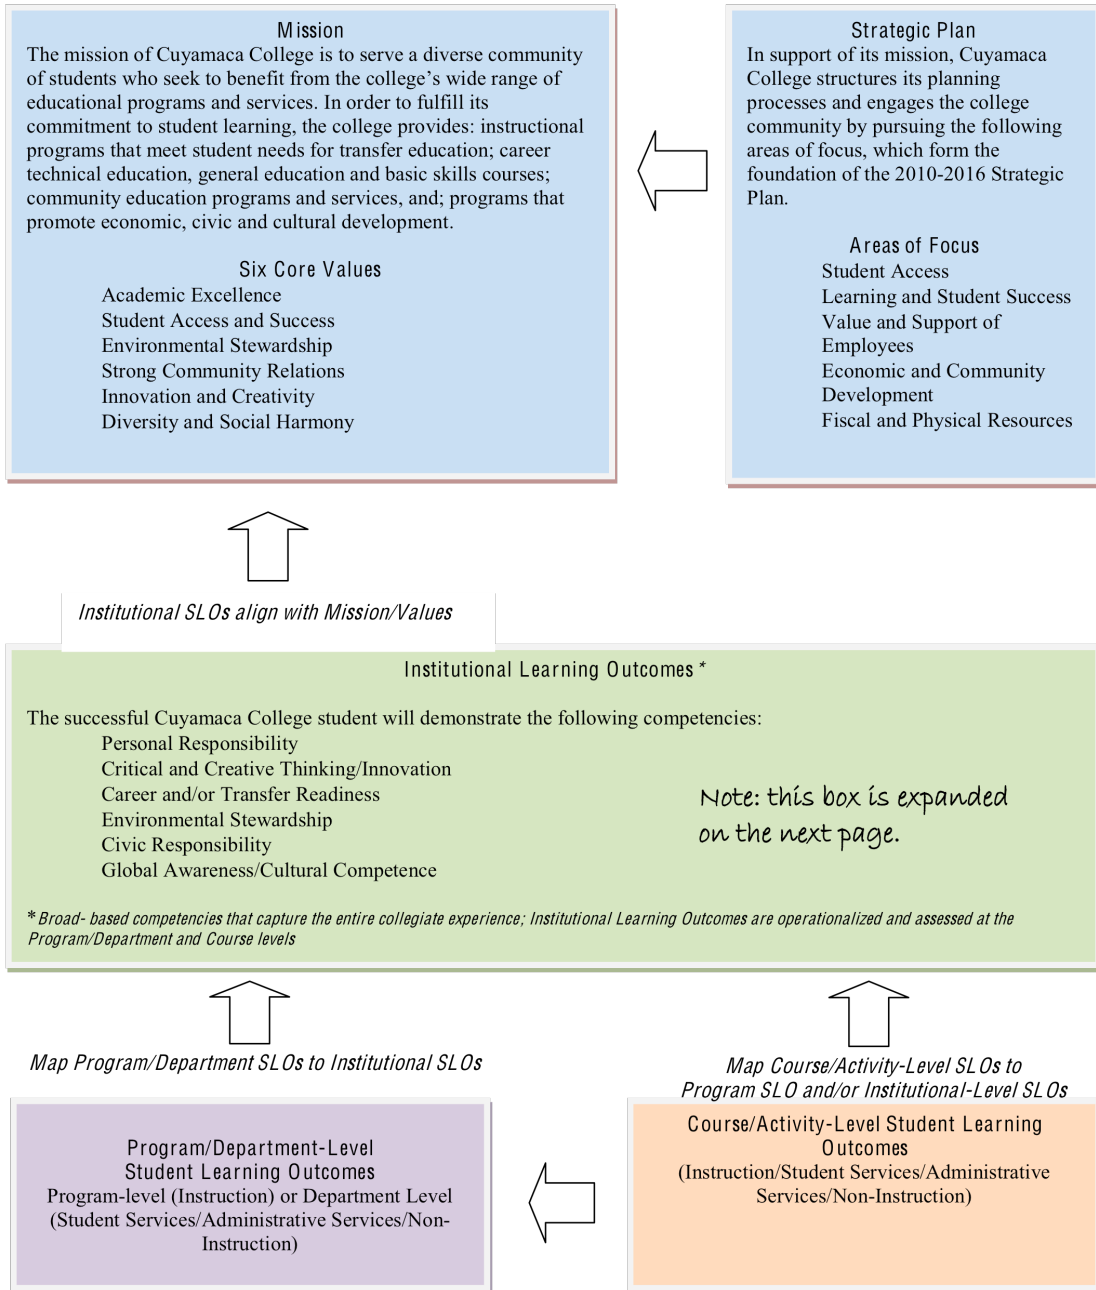 Mission
The mission of Cuyamaca College is to serve a diverse community
of students who seek to benefit from the college’s wide range of
educational programs and services. In order to fulfill its
commitment to student learning, the college provides: instructional
programs that meet student needs for transfer education; career
technical education, general education and basic skills courses;
community education programs and services, and; programs that
promote economic, civic and cultural development.
Six Core Values
Academic Excellence
Student Access and Success
Environmental Stewardship
Strong Community Relations
Innovation and Creativity
Diversity and Social Harmony
Strategic Plan
In support of its mission, Cuyamaca
College structures its planning
processes and engages the college
community by pursuing the following
areas of focus, which form the
foundation of the 2010-2016 Strategic
Plan.
Areas of Focus
Student Access
Learning and Student Success
Value and Support of
Employees
Economic and Community
Development
Fiscal and Physical Resources
Institutional SLOs align with Mission/Values
Institutional Learning Outcomes*
The successful Cuyamaca College student will demonstrate the following competencies:
Personal Responsibility
Critical and Creative Thinking/Innovation
Career and/or Transfer Readiness
Environmental Stewardship
Civic Responsibility
Global Awareness/Cultural Competence
Note: this box is expanded
on the next page.
*Broad- based competencies that capture the entire collegiate experience; Institutional Learning Outcomes are operationalized and assessed at the
Program/Department and Course levels
Map Program/Department SLOs to Institutional SLOs
Map Course/Activity-Level SLOs to
Program SLO and/or Institutional-Level SLOs
Program/Department-Level
Student Learning Outcomes
Program-level (Instruction) or Department Level
(Student Services/Administrative Services/Non-
Instruction)
Course/Activity-Level Student Learning
Outcomes
(Instruction/Student Services/Administrative
Services/Non-Instruction)